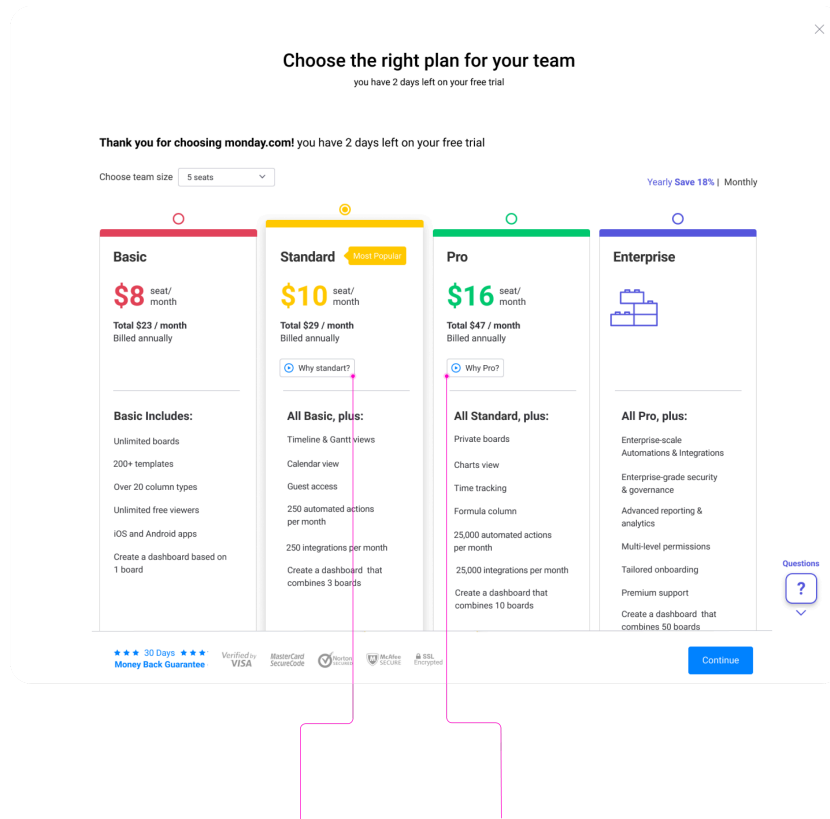 Choose the right plan for your team
you have 2 days left on your free trial
Thank you for choosing monday.com! you have 2 days left on your free trial
Choose team size 5 seats
Yearly Save 18% | Monthly
Basic
$8 seat/
month
Total $23 / month
Billed annually
Basic Includes:
Unlimited boards
200+ templates
Over 20 column types
Unlimited free viewers
iOS and Android apps
Create a dashboard based on
1 board
Standard Most Popular
$10 seat/
month
Total $29 / month
Billed annually
Why standart?
All Basic, plus:
Timeline & Gantt views
Calendar view
Guest access
250 automated actions
per month
250 integrations per month
Create a dashboard that
combines 3 boards
Pro
$16 seat/
month
Total $47 / month
Billed annually
Why Pro?
All Standard, plus:
Private boards
Charts view
Time tracking
Formula column
25,000 automated actions
per month
25,000 integrations per month
Create a dashboard that
combines 10 boards
Enterprise
All Pro, plus:
Enterprise-scale
Automations & Integrations
Enterprise-grade security
& governance
Advanced reporting &
analytics
Multi-level permissions
Tailored onboarding
Premium support
Create a dashboard that
combines 50 boards
Questions
?
30 Days
Money Back Guarantee
Verified by
VISA
MasterCard
SecureCode
Norton
SECURED
McAfee
SECURE
SSL
Encrypted
Continue